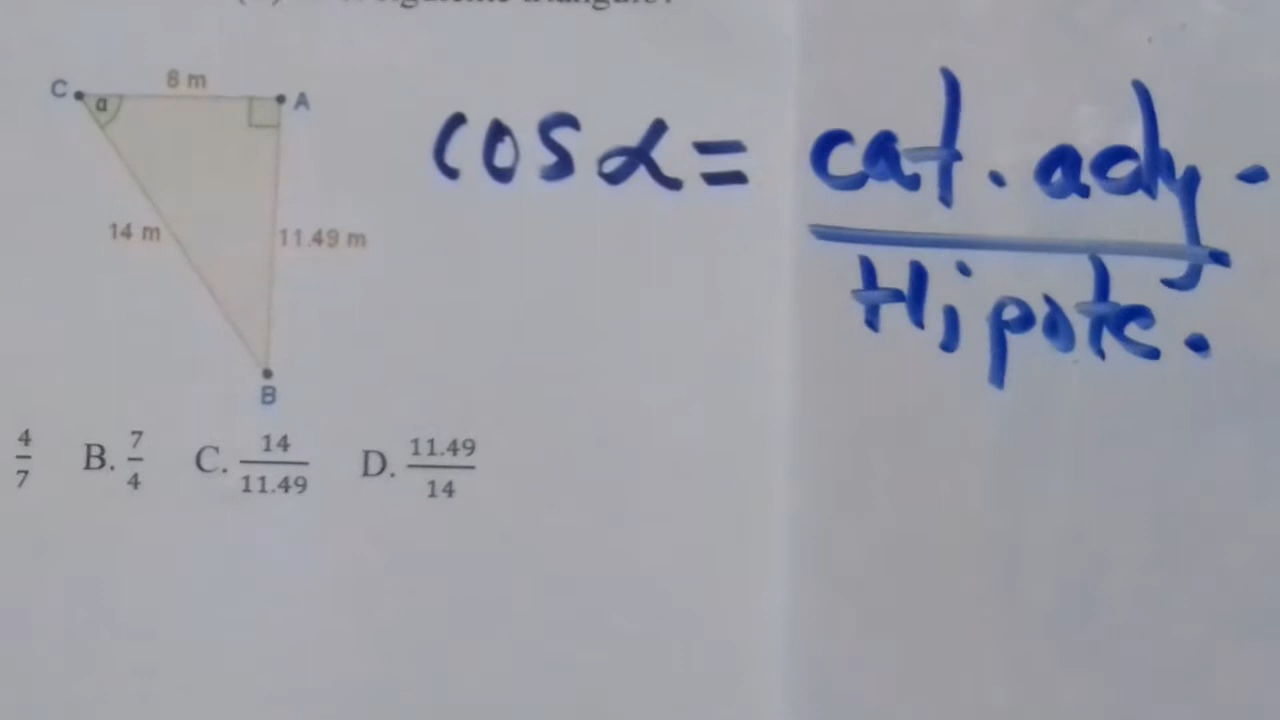 8 m
C
α
A
cos α = cat. ady.
Hipote.
14 m
11.49 m
B
4/7 B. 7/4 C. 14/11.49 D. 11.49/14